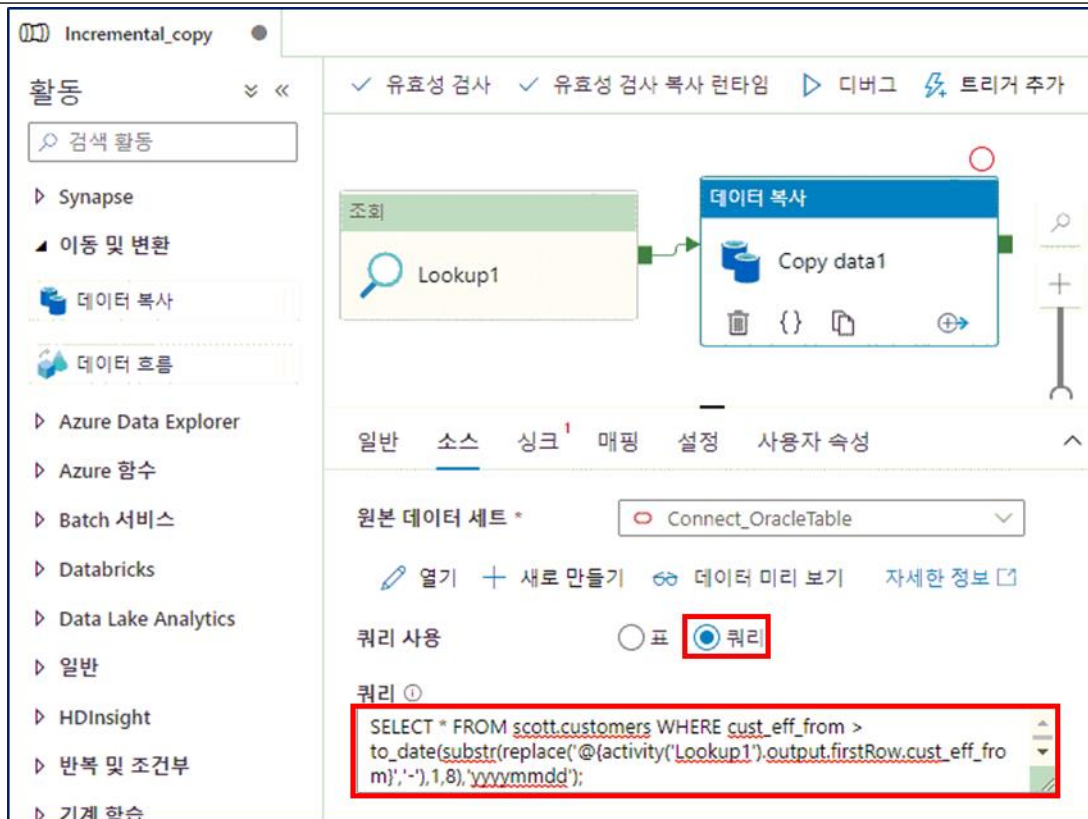 Incremental_copy
활동
검색 활동
Synapse
이동 및 변환
데이터 복사
데이터 흐름
Azure Data Explorer
Azure 함수
Batch 서비스
Databricks
Data Lake Analytics
일반
HDInsight
반복 및 조건부
기계 학습
유효성 검사 유효성 검사 복사 런타임 디버그 트리거 추가
조회
Lookup1
데이터 복사
Copy data1
{}
일반 소스 싱크 1 매핑 설정 사용자 속성
원본 데이터 세트 * Connect_OracleTable
열기 새로 만들기 데이터 미리 보기 자세한 정보
쿼리 사용 표 쿼리
쿼리
SELECT * FROM scott.customers WHERE cust_eff_from >
to_date(substr(replace('@{activity('Lookup1').output.firstRow.cust_eff_fro
m}','-'),1,8),'yyyymmdd');